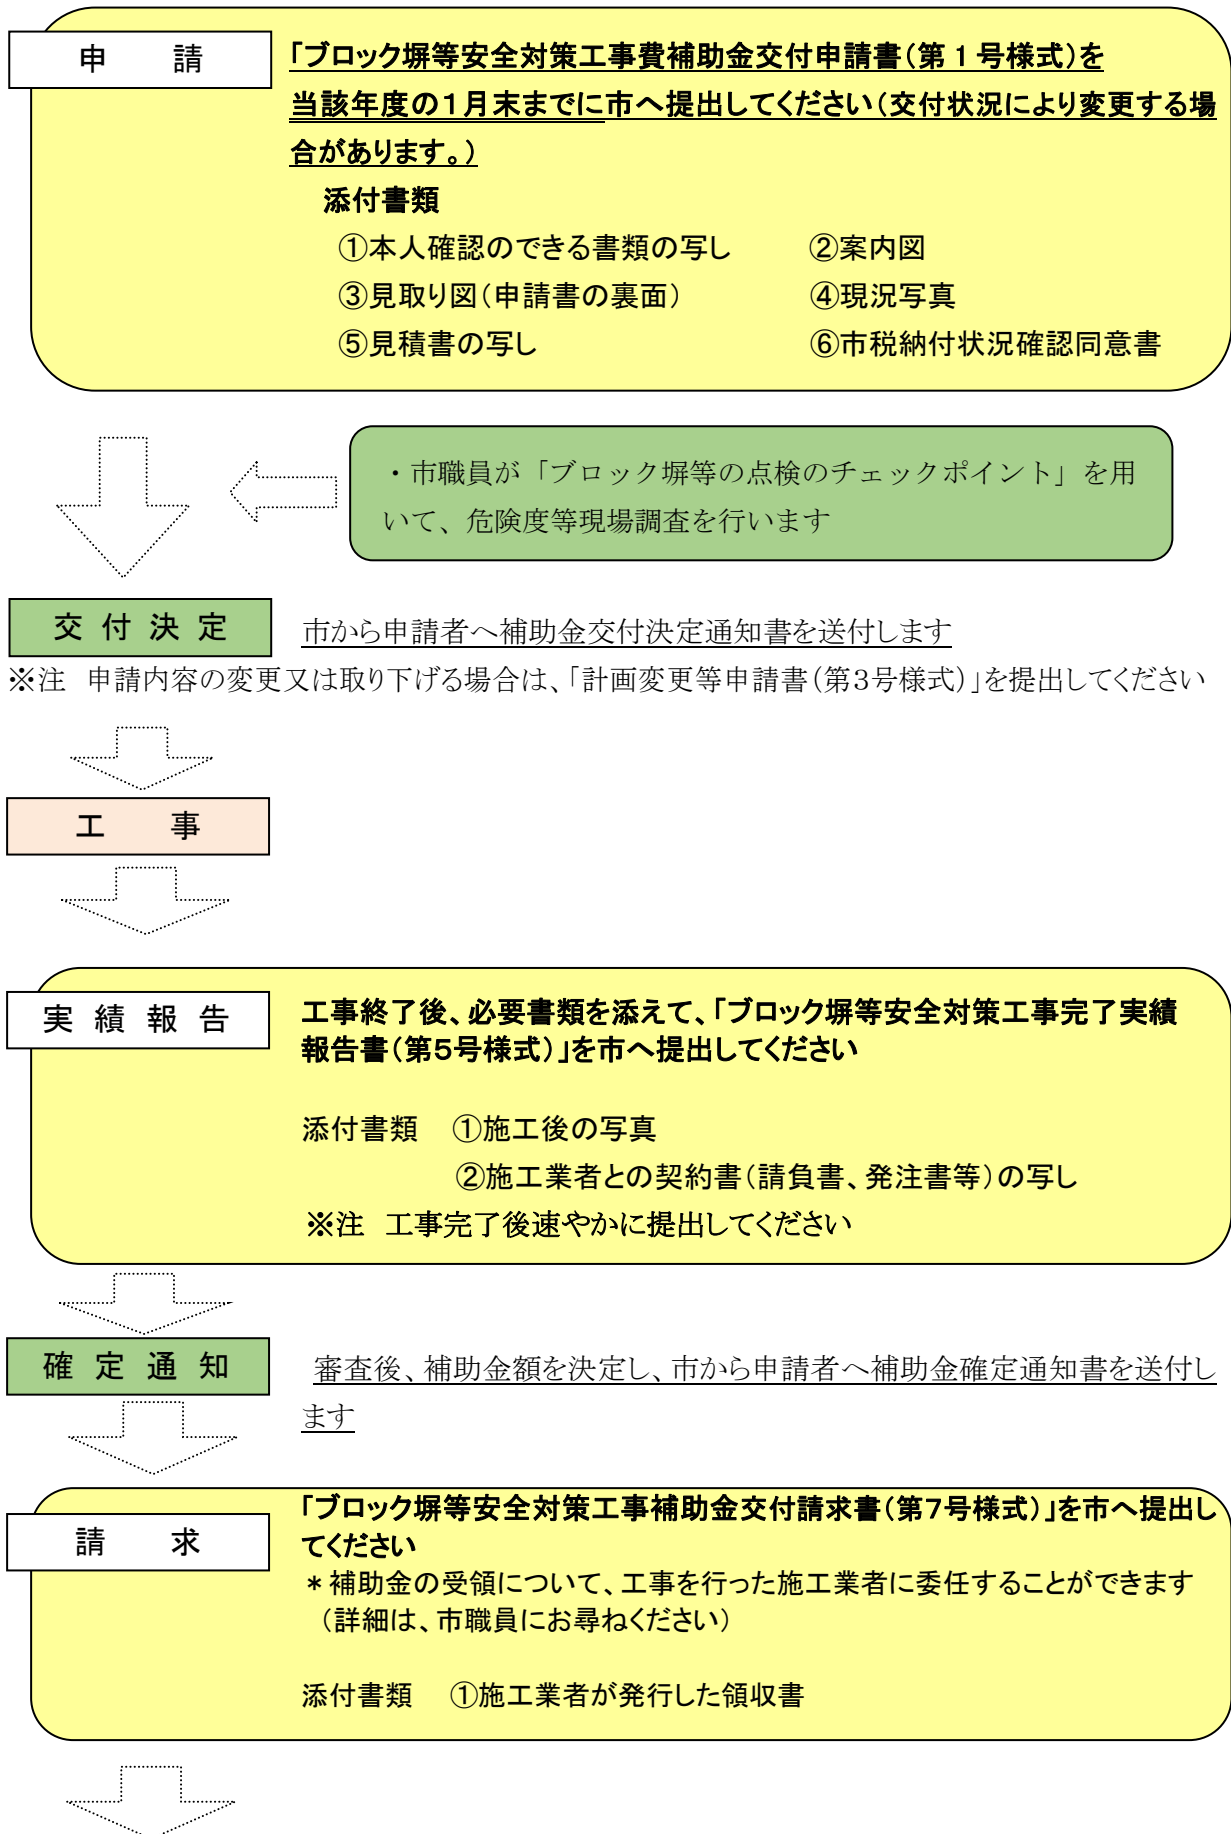 申　請
「ブロック塀等安全対策工事費補助金交付申請書（第１号様式）を
当該年度の１月末までに市へ提出してください（交付状況により変更する場
合があります。）
添付書類
①本人確認のできる書類の写し　②案内図
③見取り図（申請書の裏面）　④現況写真
⑤見積書の写し　⑥市税納付状況確認同意書
・市職員が「ブロック塀等の点検のチェックポイント」を用
いて、危険度等現場調査を行います
交付決定　市から申請者へ補助金交付決定通知書を送付します
※注　申請内容の変更又は取り下げる場合は、「計画変更等申請書（第３号様式）」を提出してください
工　事
実績報告
工事終了後、必要書類を添えて、「ブロック塀等安全対策工事完了実績
報告書（第５号様式）」を市へ提出してください
添付書類　①施工後の写真
②施工業者との契約書（請負書、発注書等）の写し
※注　工事完了後速やかに提出してください
確定通知　審査後、補助金額を決定し、市から申請者へ補助金確定通知書を送付し
ます
請　求
「ブロック塀等安全対策工事補助金交付請求書（第７号様式）」を市へ提出し
てください
＊補助金の受領について、工事を行った施工業者に委任することができます
（詳細は、市職員にお尋ねください）
添付書類　①施工業者が発行した領収書